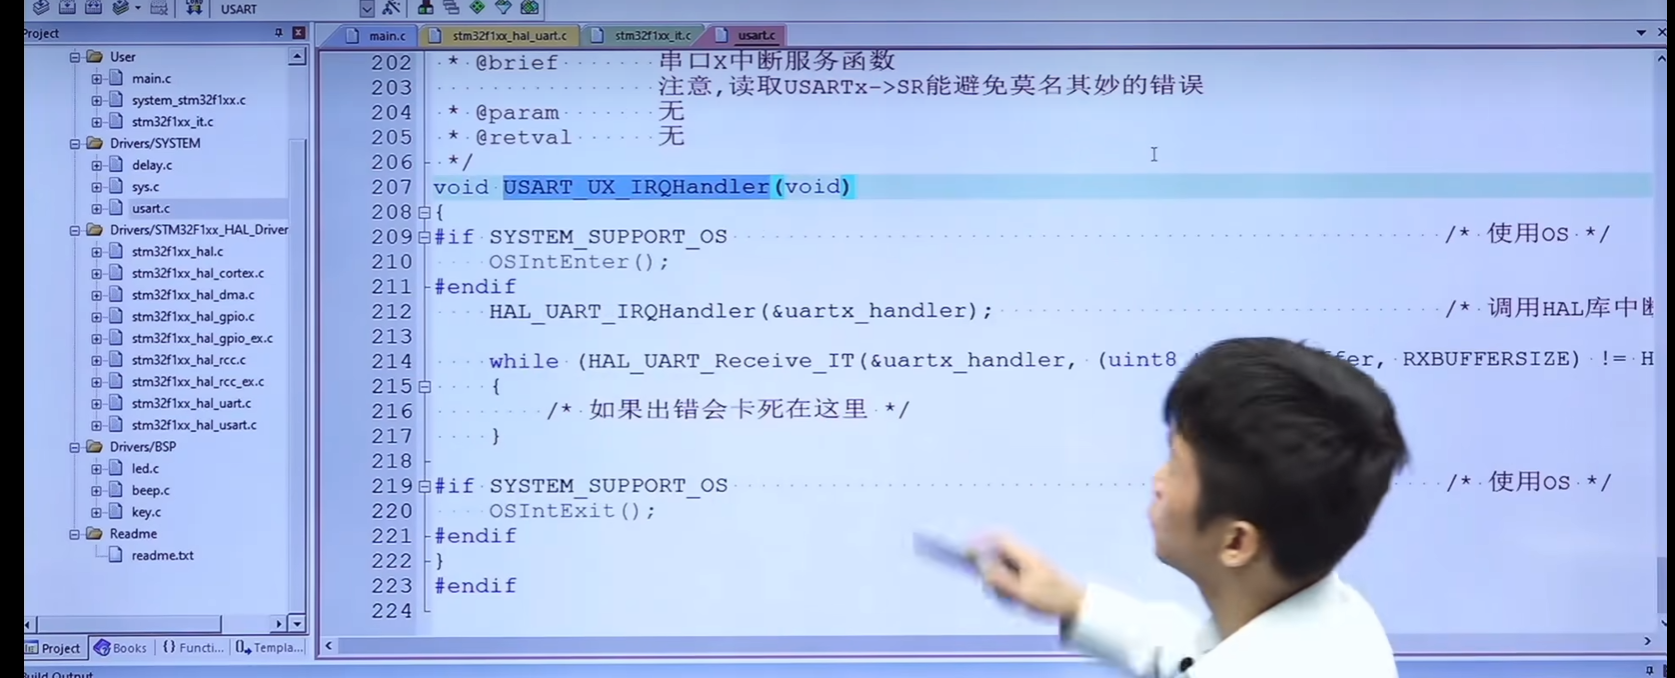 USART
Project
User
main.c
system_stm32f1xx.c
stm32f1xx_it.c
Drivers/SYSTEM
delay.c
sys.c
usart.c
Drivers/STM32F1xx_HAL_Driver
stm32f1xx_hal.c
stm32f1xx_hal_cortex.c
stm32f1xx_hal_dma.c
stm32f1xx_hal_gpio.c
stm32f1xx_hal_gpio_ex.c
stm32f1xx_hal_rcc.c
stm32f1xx_hal_rcc_ex.c
stm32f1xx_hal_uart.c
stm32f1xx_hal_usart.c
Drivers/BSP
led.c
beep.c
key.c
Readme
readme.txt
Project Books {} Functi... 0 Templa...
main.c stm32f1xx_hal_uart.c stm32f1xx_it.c usart.c
202 * @brief 串口X中断服务函数
203 注意,读取USARTx->SR能避免莫名其妙的错误
204 * @param 无
205 * @retval 无
206 */
207 void USART_UX_IRQHandler(void)
208 {
209 #if SYSTEM_SUPPORT_OS /* 使用OS */
210 OSIntEnter();
211 #endif
212 HAL_UART_IRQHandler(&uartx_handler); /* 调用HAL库中断
213
214 while (HAL_UART_Receive_IT(&uartx_handler, (uint8_ ffer, RXBUFFERSIZE) != H
215 {
216 /* 如果出错会卡死在这里 */
217 }
218
219 #if SYSTEM_SUPPORT_OS /* 使用OS */
220 OSIntExit();
221 #endif
222 }
223 #endif
224